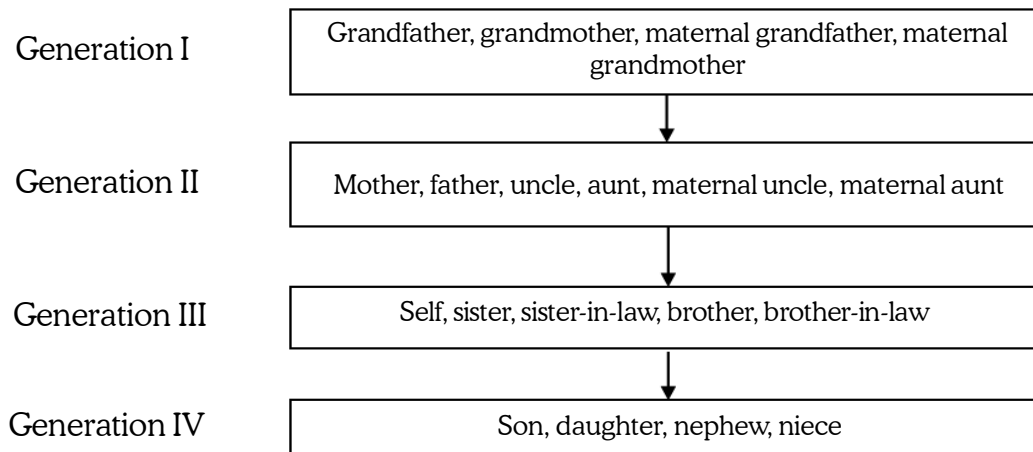 Generation I
Grandfather, grandmother, maternal grandfather, maternal
grandmother
Generation II
Mother, father, uncle, aunt, maternal uncle, maternal aunt
Generation III
Self, sister, sister-in-law, brother, brother-in-law
Generation IV
Son, daughter, nephew, niece